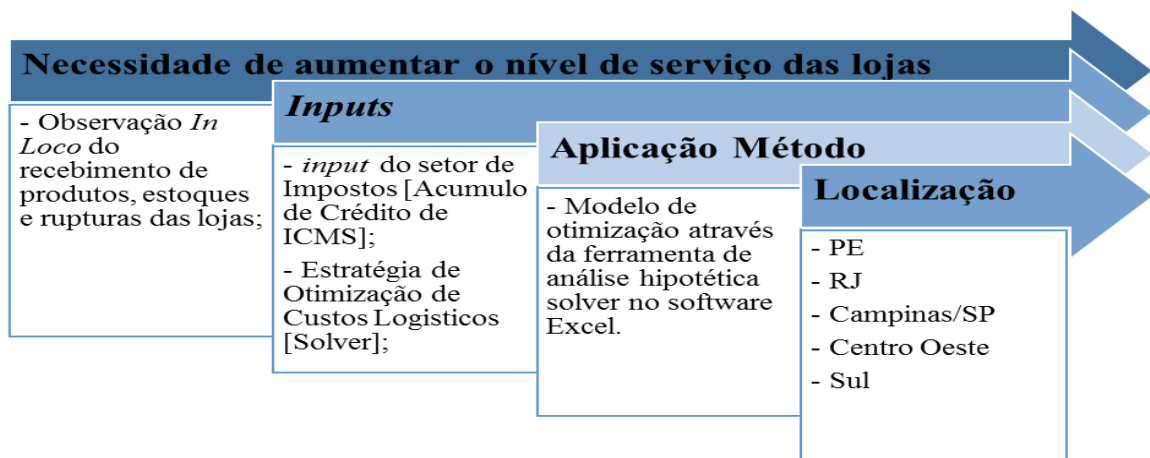 Necessidade de aumentar o nível de serviço das lojas
- Observação In
Loco do
recebimento de
produtos, estoques
e rupturas das lojas;
Inputs
- input do setor de
Impostos [Acumulo
de Crédito de
ICMS];
- Estratégia de
Otimização de
Custos Logisticos
[Solver];
Aplicação Método
- Modelo de
otimização através
da ferramenta de
análise hipotética
solver no software
Excel.
Localização
- PE
- RJ
- Campinas/SP
- Centro Oeste
- Sul